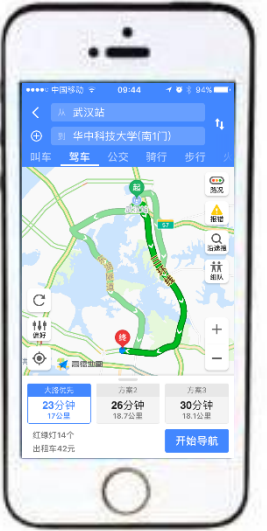 中国移动 09:44 94%
从 武汉站
到 华中科技大学(南1门)
叫车 驾车 公交 骑行 步行
起
路况
S7
报错
沿途搜
组队
偏好
终
高德地图
大路优先 方案2 方案3
23分钟 26分钟 30分钟
17公里 18.7公里 18.1公里
红绿灯14个
出租车42元
开始导航